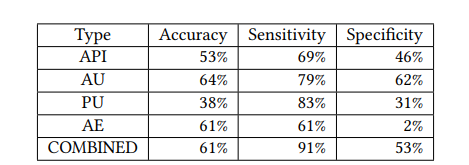 Type Accuracy Sensitivity Specificity
API 53% 69% 46%
AU 64% 79% 62%
PU 38% 83% 31%
AE 61% 61% 2%
COMBINED 61% 91% 53%